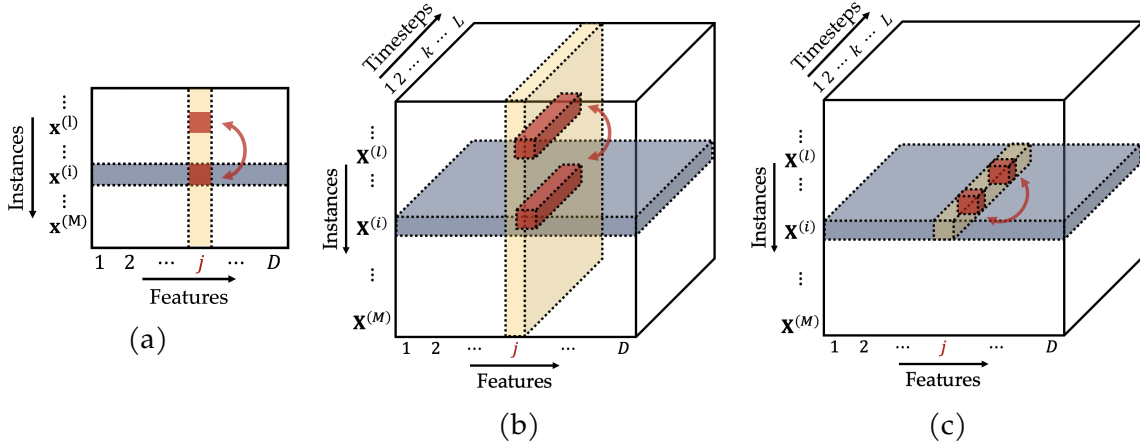 Instances
⋮
x^(l)
⋮
x^(i)
⋮
x^(M)
1 2 ⋯ j ⋯ D
Features
(a)
Timesteps
1 2 ⋯ k ⋯ L
Instances
⋮
X^(l)
⋮
X^(i)
⋮
X^(M)
1 2 ⋯ j ⋯ D
Features
(b)
Timesteps
1 2 ⋯ k ⋯ L
Instances
⋮
X^(l)
⋮
X^(i)
⋮
X^(M)
1 2 ⋯ j ⋯ D
Features
(c)